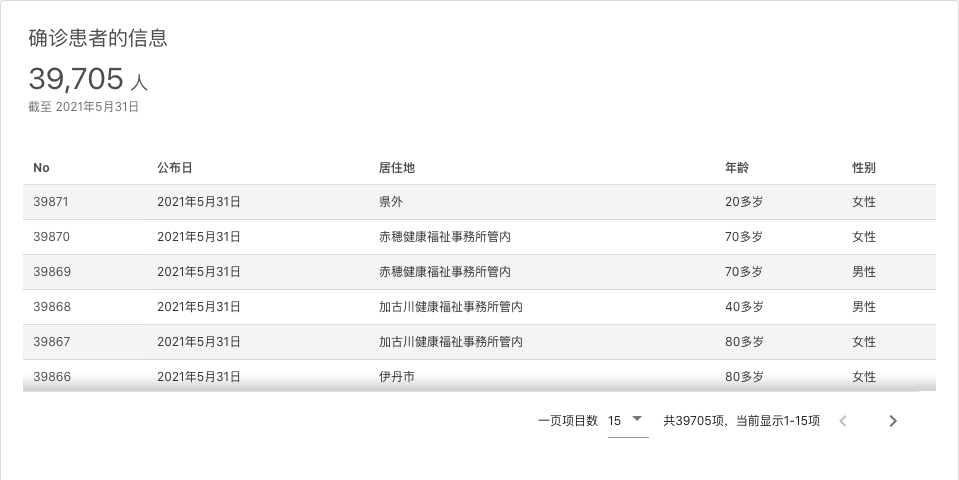 确诊患者的信息
39,705 人
截至 2021年5月31日
No 公布日 居住地 年龄 性别
39871 2021年5月31日 県外 20多岁 女性
39870 2021年5月31日 赤穂健康福祉事務所管内 70多岁 女性
39869 2021年5月31日 赤穂健康福祉事務所管内 70多岁 男性
39868 2021年5月31日 加古川健康福祉事務所管内 40多岁 男性
39867 2021年5月31日 加古川健康福祉事務所管内 80多岁 女性
39866 2021年5月31日 伊丹市 80多岁 女性
一页项目数 15 共39705项，当前显示1-15项